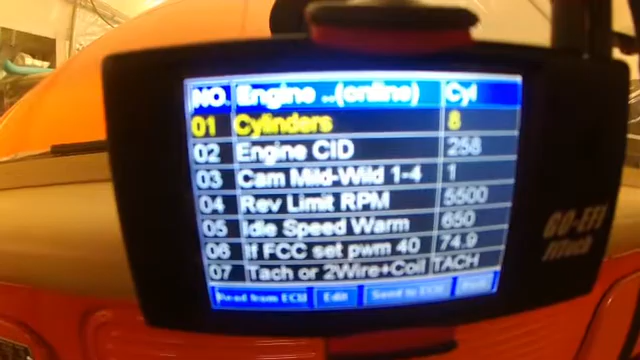 NO. Engine ..(online) Cyl
01 Cylinders 8
02 Engine CID 258
03 Cam Mild-Wild 1-4 1
04 Rev Limit RPM 5500
05 Idle Speed Warm 650
06 If FCC set pwm 40 74.9
07 Tach or 2Wire+Coil TACH
Read from ECU Edit Send to ECU
GO-EFI
FiTech